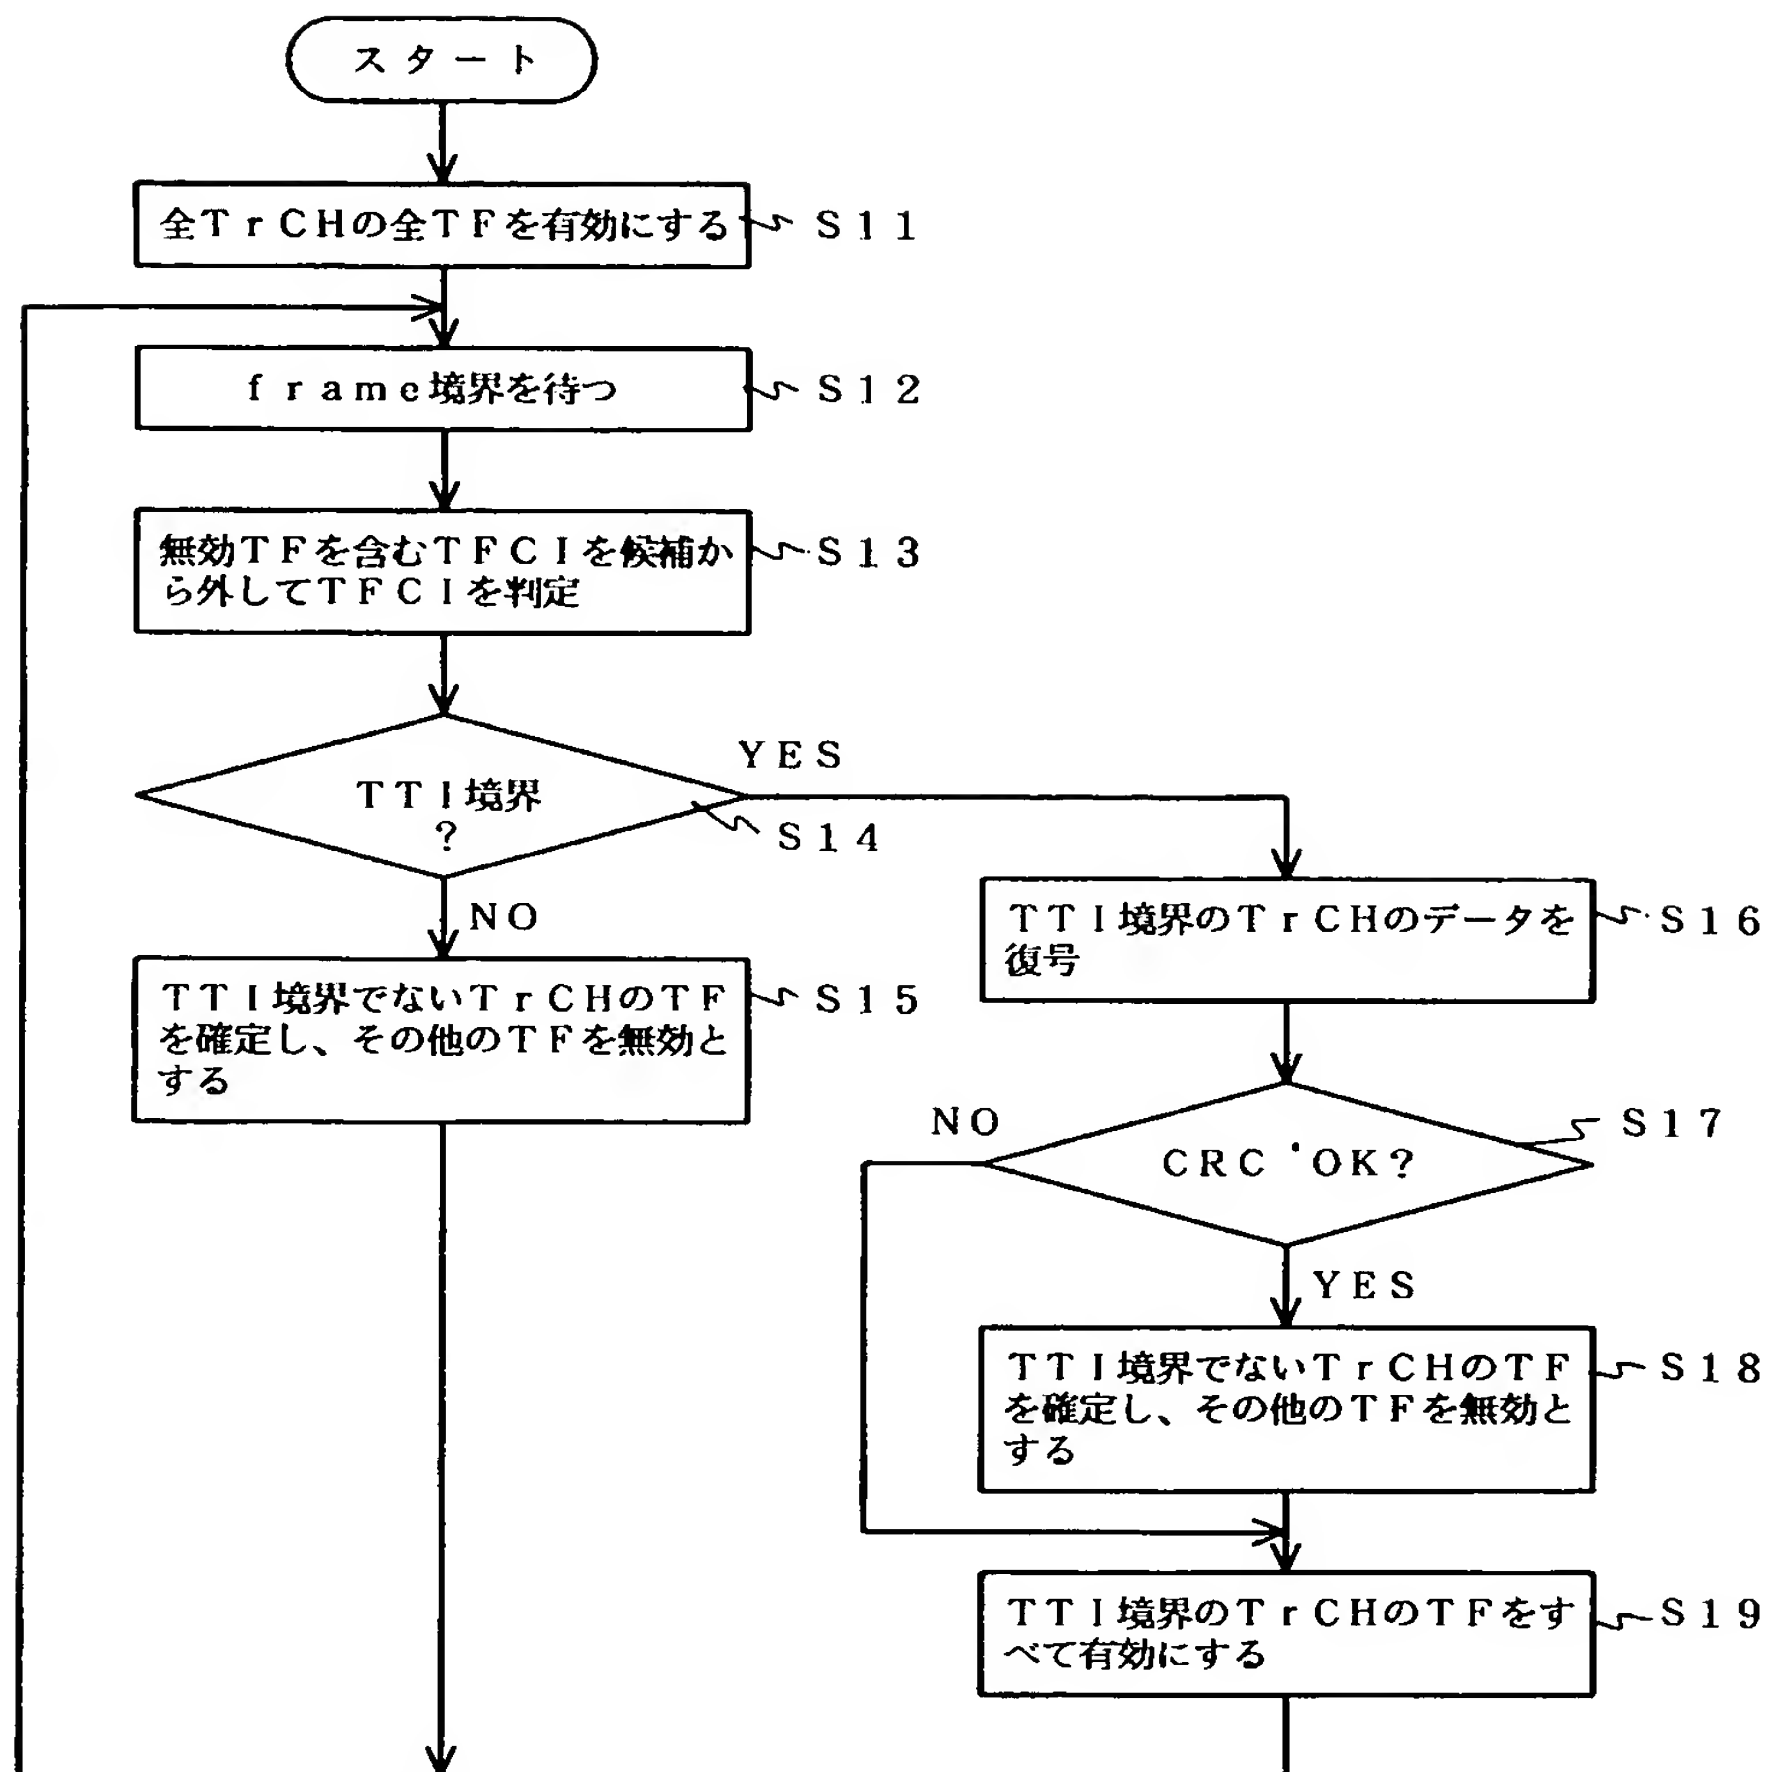 スタート
全TrCHの全TFを有効にする
S11
frame境界を待つ
S12
無効TFを含むTFCIを候補か
ら外してTFCIを判定
S13
TTI境界
?
YES
S14
NO
TTI境界でないTrCHのTF
を確定し、その他のTFを無効と
する
S15
TTI境界のTrCHのデータを
復号
S16
NO
CRC OK?
S17
YES
TTI境界でないTrCHのTF
を確定し、その他のTFを無効と
する
S18
TTI境界のTrCHのTFをす
べて有効にする
S19